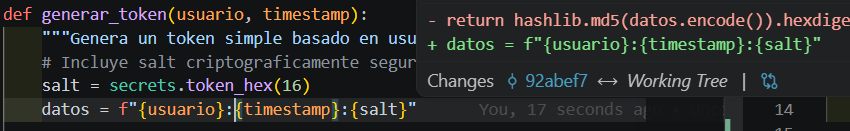 def generar_token(usuario, timestamp):
"""Genera un token simple basado en usu
# Incluye salt criptograficamente segur
salt = secrets.token_hex(16)
datos = f"{usuario}:{timestamp}:{salt}"
You, 17 seconds ag
- return hashlib.md5(datos.encode()).hexdige
+ datos = f"{usuario}:{timestamp}:{salt}"
Changes 92abef7 ↔ Working Tree |
14